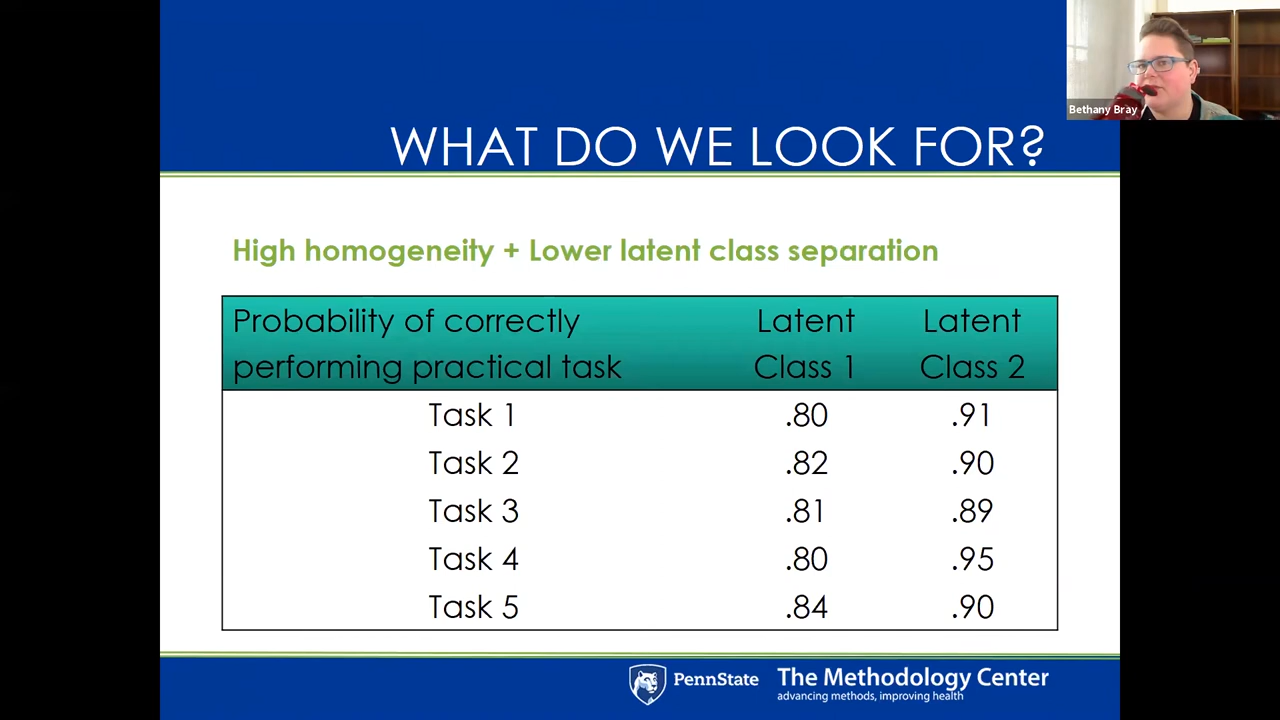 Bethany Bray
WHAT DO WE LOOK FOR?
High homogeneity + Lower latent class separation
Probability of correctly performing practical task Latent Class 1 Latent Class 2
Task 1 .80 .91
Task 2 .82 .90
Task 3 .81 .89
Task 4 .80 .95
Task 5 .84 .90
PennState The Methodology Center
advancing methods, improving health